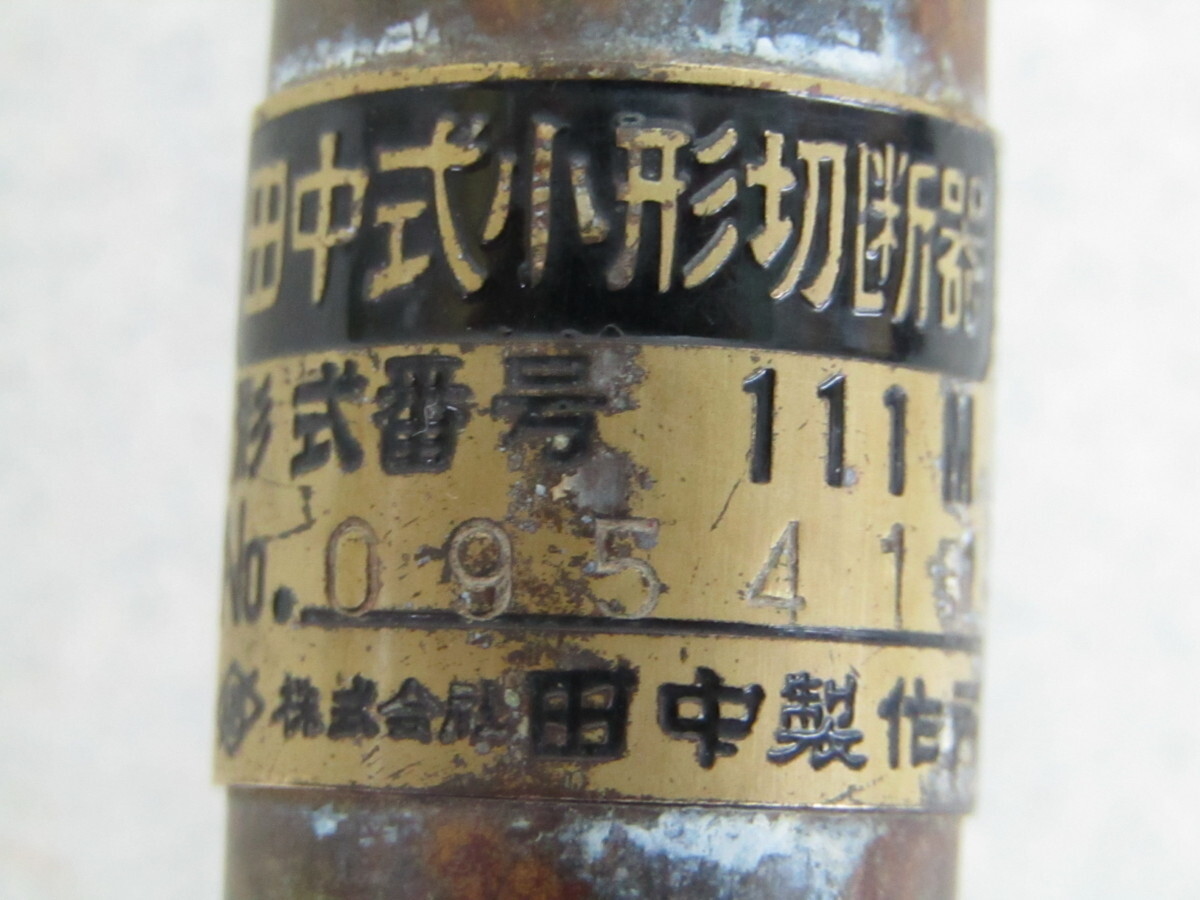 田中式小形切断器
形式番号 111M
No. 09541
株式会社 田中製作所